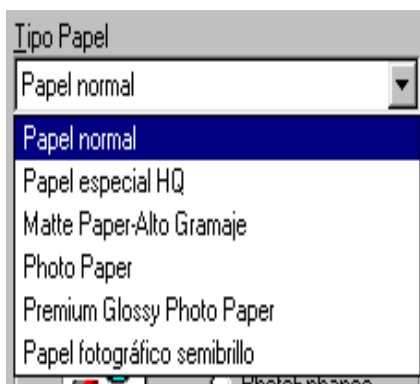 Tipo Papel
Papel normal
Papel normal
Papel especial HQ
Matte Paper-Alto Gramaje
Photo Paper
Premium Glossy Photo Paper
Papel fotográfico semibrillo